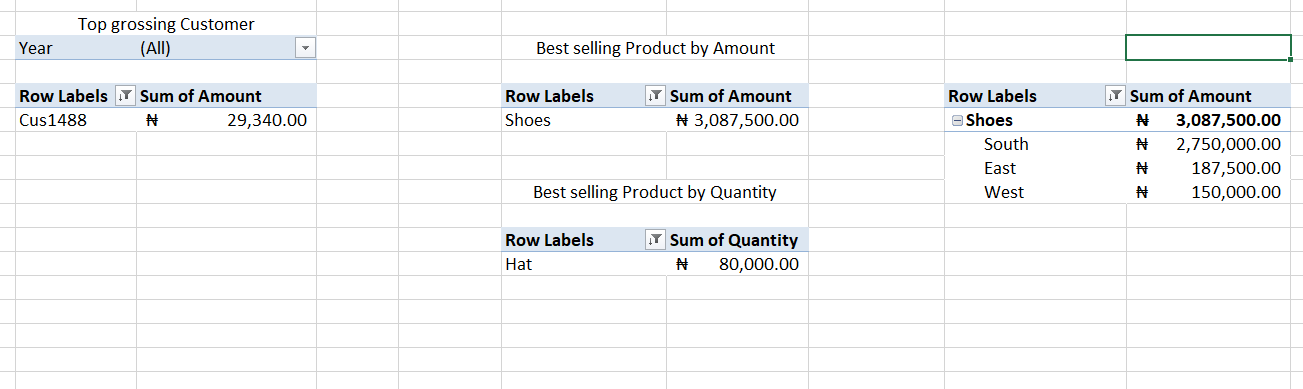 Top grossing Customer
Year (All)
Row Labels Sum of Amount
Cus1488 ₦ 29,340.00
Best selling Product by Amount
Row Labels Sum of Amount
Shoes ₦ 3,087,500.00
Best selling Product by Quantity
Row Labels Sum of Quantity
Hat ₦ 80,000.00
Row Labels Sum of Amount
Shoes ₦ 3,087,500.00
South ₦ 2,750,000.00
East ₦ 187,500.00
West ₦ 150,000.00